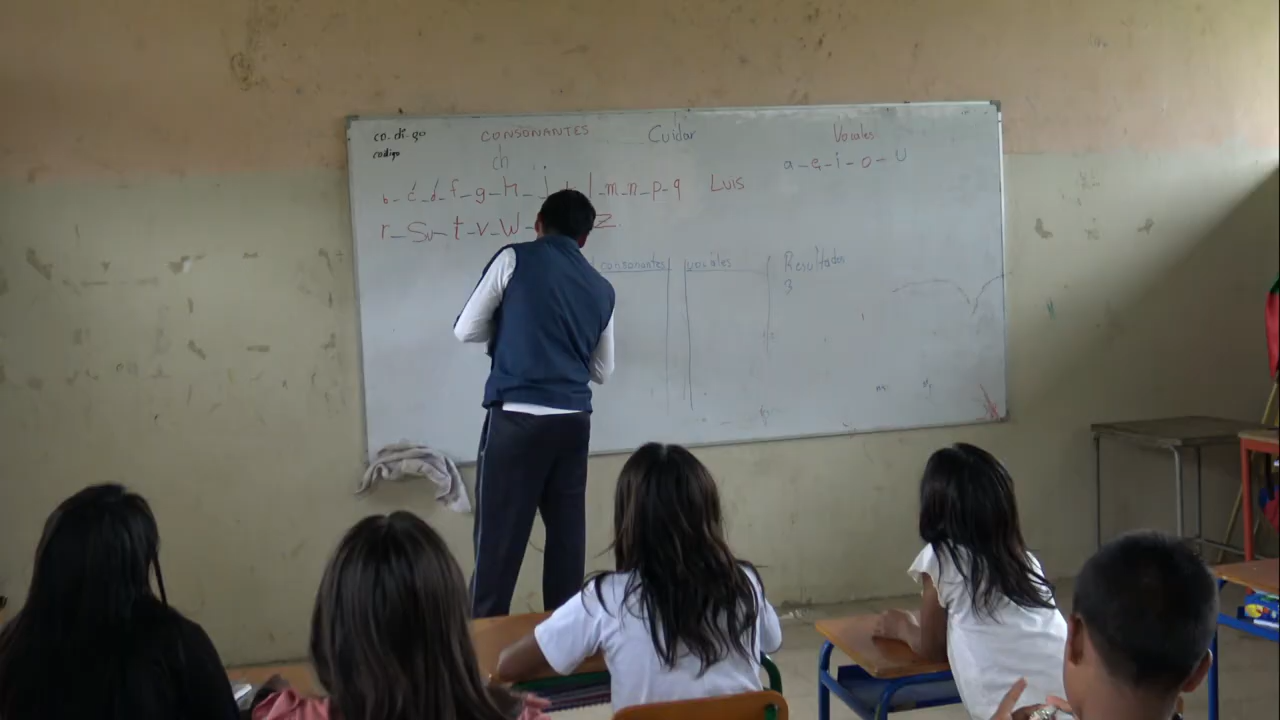 co-di-go CONSONANTES Cuidar Vocales
codigo
ch a-e-i-o-u
b-c-d-f-g-H-j l-m-n-p-q Luis
r-S-t-v-W- Z
consonantes vocales Resultados
3